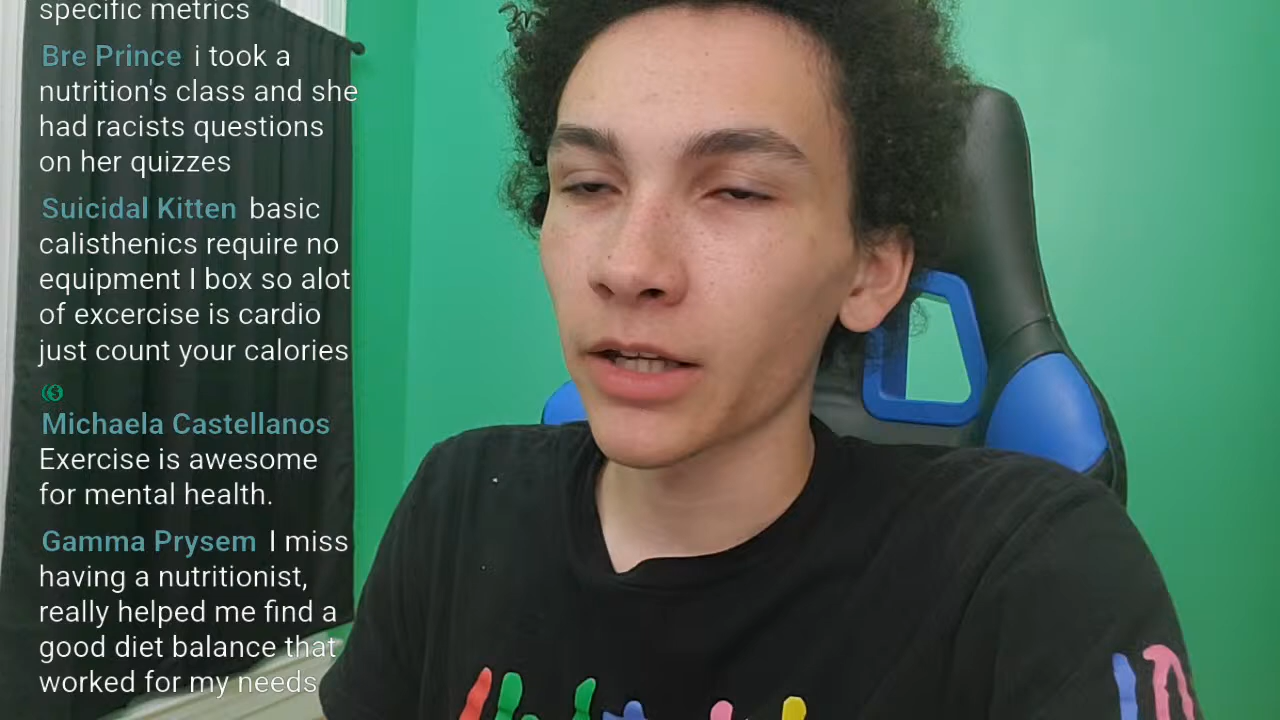 specific metrics
Bre Prince i took a
nutrition's class and she
had racists questions
on her quizzes
Suicidal Kitten basic
calisthenics require no
equipment I box so alot
of excercise is cardio
just count your calories
Michaela Castellanos
Exercise is awesome
for mental health.
Gamma Prysem I miss
having a nutritionist,
really helped me find a
good diet balance that
worked for my needs